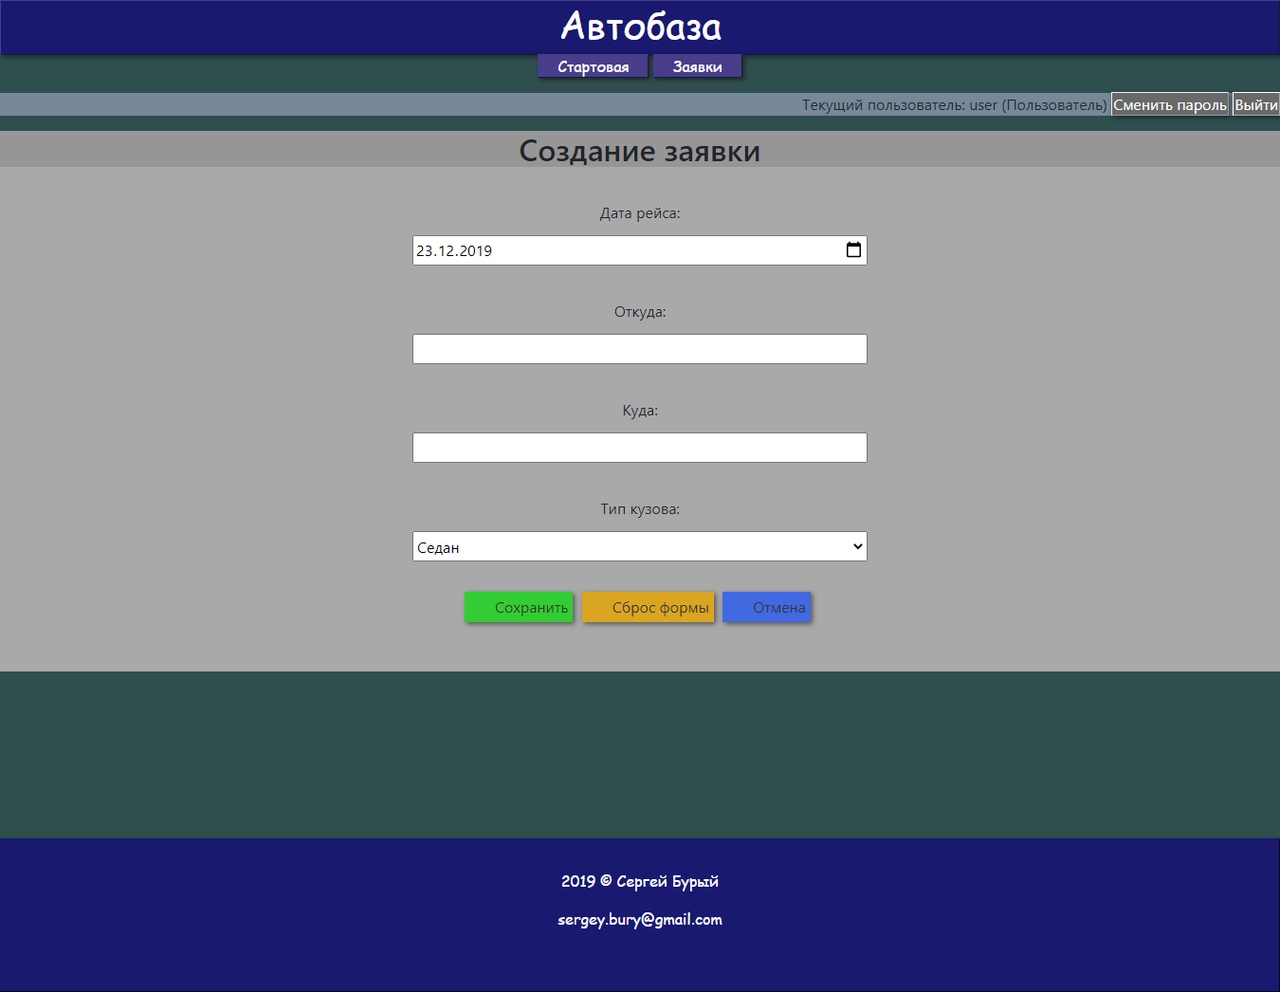 Автобаза
Стартовая Заявки
Текущий пользователь: user (Пользователь) Сменить пароль Выйти
Создание заявки
Дата рейса:
23.12.2019
Откуда:
Куда:
Тип кузова:
Седан
Сохранить Сброс формы Отмена
2019 © Сергей Бурый
sergey.bury@gmail.com